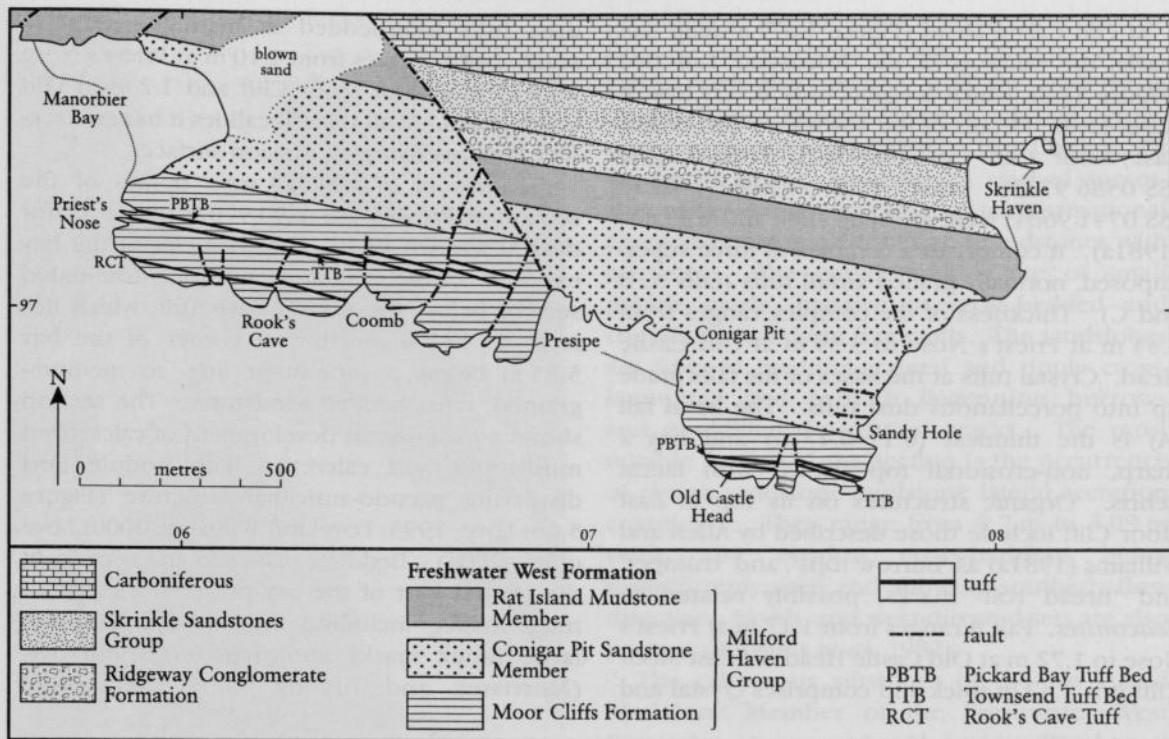 blown
sand
Manorbier
Bay
Priest's
Nose
PBTB
RCT
TTB
97
Rook's
Cave
Coomb
Presipe
Skrinkle
Haven
Conigar Pit
Sandy Hole
PBTB
Old Castle
Head
TTB
N
0 metres 500
06 07 08
Carboniferous
Skrinkle Sandstones
Group
Ridgeway Conglomerate
Formation
Freshwater West Formation
Rat Island Mudstone
Member
Conigar Pit Sandstone
Member
Moor Cliffs Formation
Milford
Haven
Group
tuff
fault
PBTB Pickard Bay Tuff Bed
TTB Townsend Tuff Bed
RCT Rook's Cave Tuff